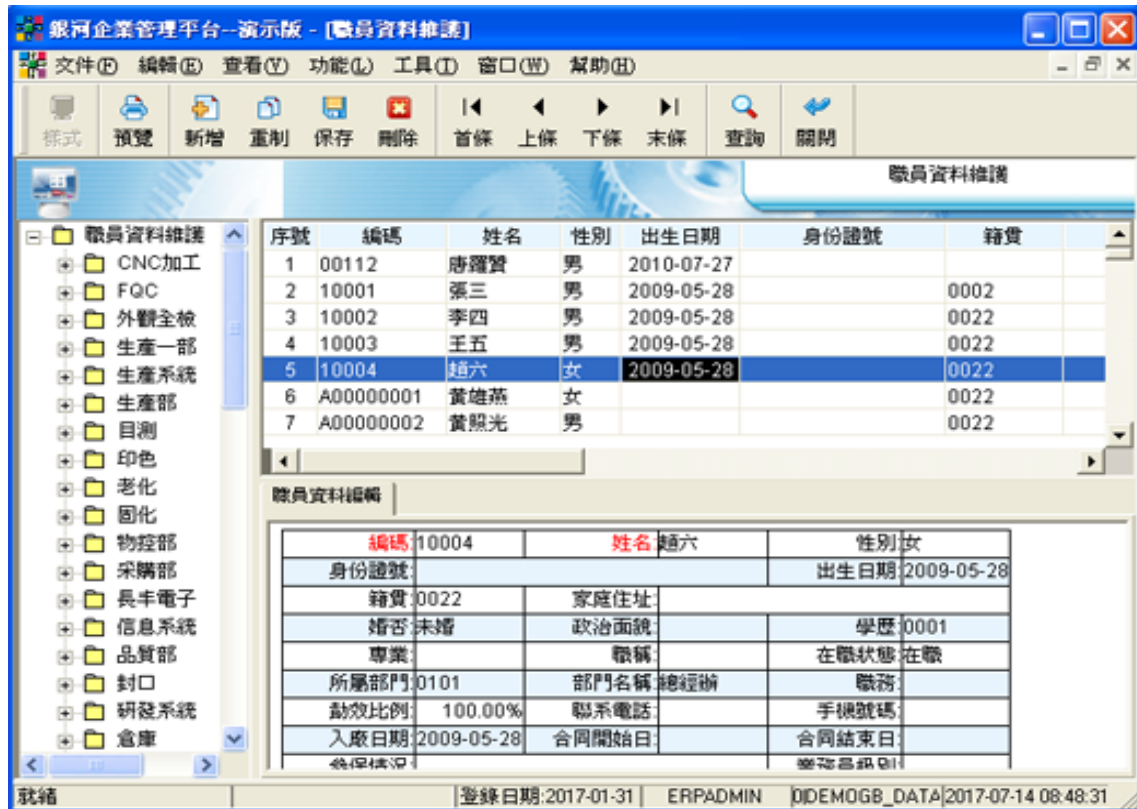 銀河企業管理平台--演示版 - [職員資料維護]
文件(F) 編輯(E) 查看(V) 功能(L) 工具(T) 窗口(W) 幫助(H)
樣式 預覽 新增 重制 保存 刪除 首條 上條 下條 末條 查詢 關閉
職員資料維護
職員資料維護
CNC加工
FQC
外觀全檢
生產一部
生產系統
生產部
目測
印色
老化
固化
物控部
采購部
長丰電子
信息系統
品質部
封口
研發系統
倉庫
序號 編碼 姓名 性別 出生日期 身份證號 籍貫
1 00112 唐羅贊 男 2010-07-27
2 10001 張三 男 2009-05-28 0002
3 10002 李四 男 2009-05-28 0022
4 10003 王五 男 2009-05-28 0022
5 10004 趙六 女 2009-05-28 0022
6 A00000001 黃雄燕 女 0022
7 A00000002 黃照光 男 0022
職員資料編輯
編碼:10004 姓名:趙六 性別:女
身份證號: 出生日期:2009-05-28
籍貫:0022 家庭住址:
婚否:未婚 政治面貌: 學歷:0001
專業: 職稱: 在職狀態:在職
所屬部門:0101 部門名稱:總經辦 職務:
勣效比例: 100.00% 聯系電話: 手機號碼:
入廠日期:2009-05-28 合同開始日: 合同結束日:
參保情況: 業務員級別:
就緒 登錄日期:2017-01-31 ERPADMIN 0|DEMOGB_DATA 2017-07-14 08:48:31